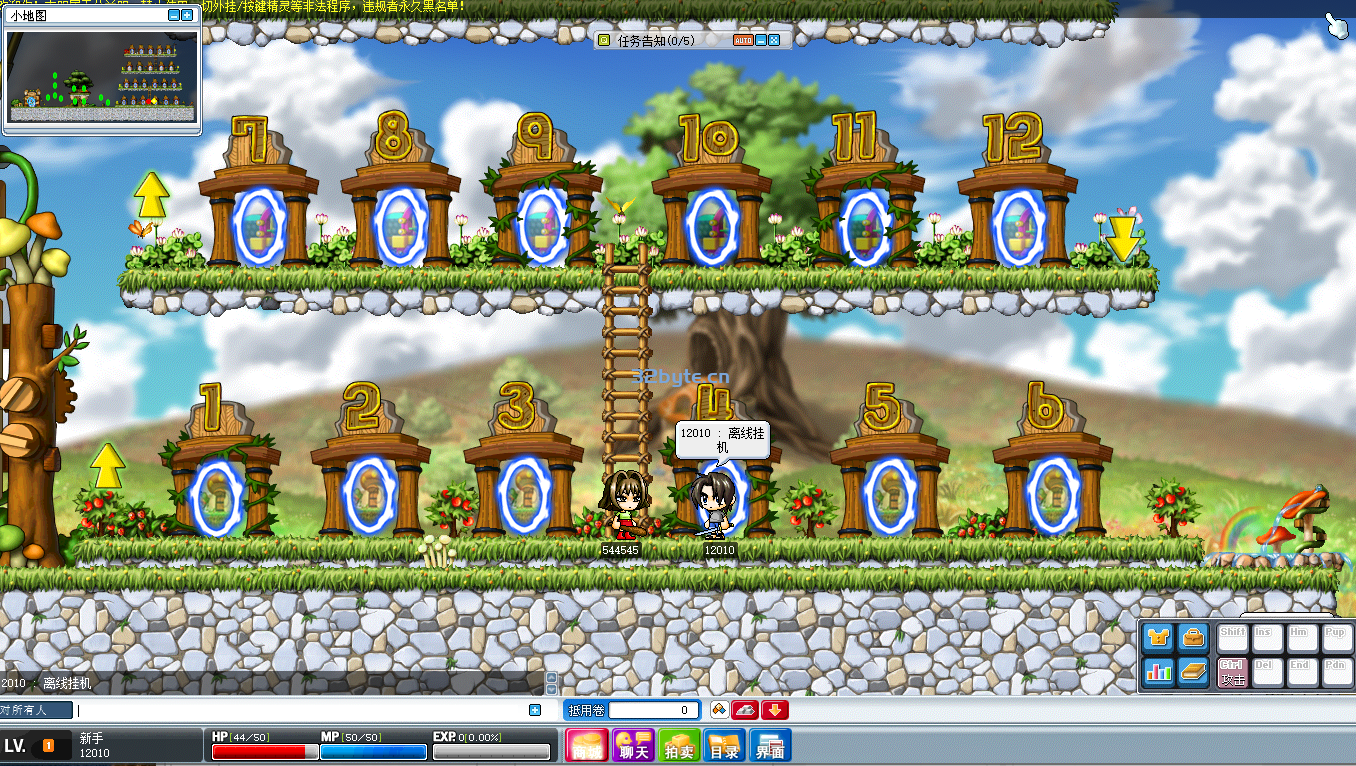 切外挂/按键精灵等非法程序，违规者永久黑名单！
小地图
任务告知(0/5)
AUTO
7
8
9
10
11
12
32byte.cn
1
2
3
4
5
6
12010 : 离线挂
机
544545
12010
Shift
Ins
Hm
Pup
Ctrl
Del
End
Pdn
攻击
2010 : 离线挂机
对所有人
抵用卷
0
LV. 1
新手
12010
HP[44/50]
MP[50/50]
EXP.0[0.00%]
商城
聊天
拍卖
目录
界面